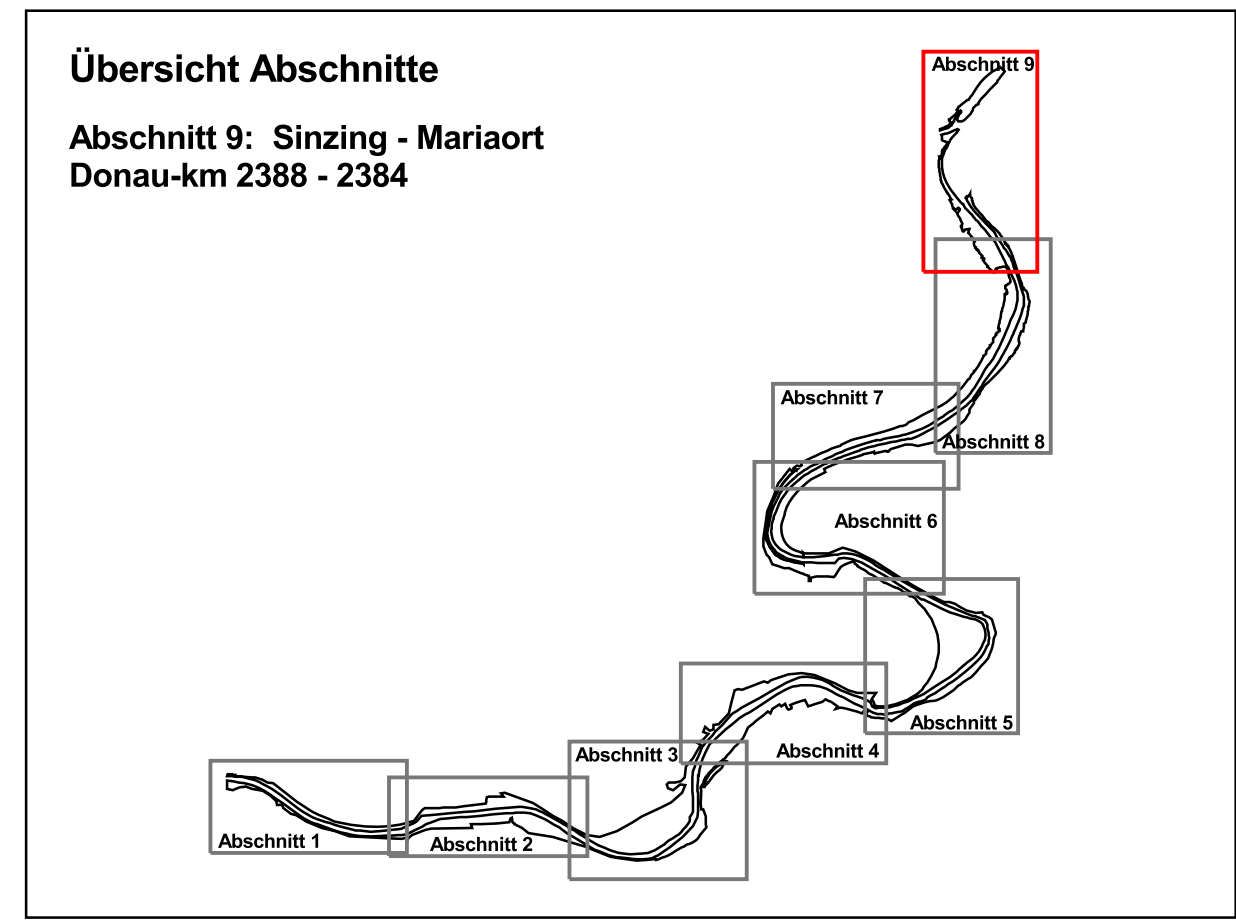 Übersicht Abschnitte
Abschnitt 9:  Sinzing - Mariaort
Donau-km 2388 - 2384
Abschnitt 9
Abschnitt 8
Abschnitt 7
Abschnitt 6
Abschnitt 5
Abschnitt 4
Abschnitt 3
Abschnitt 2
Abschnitt 1